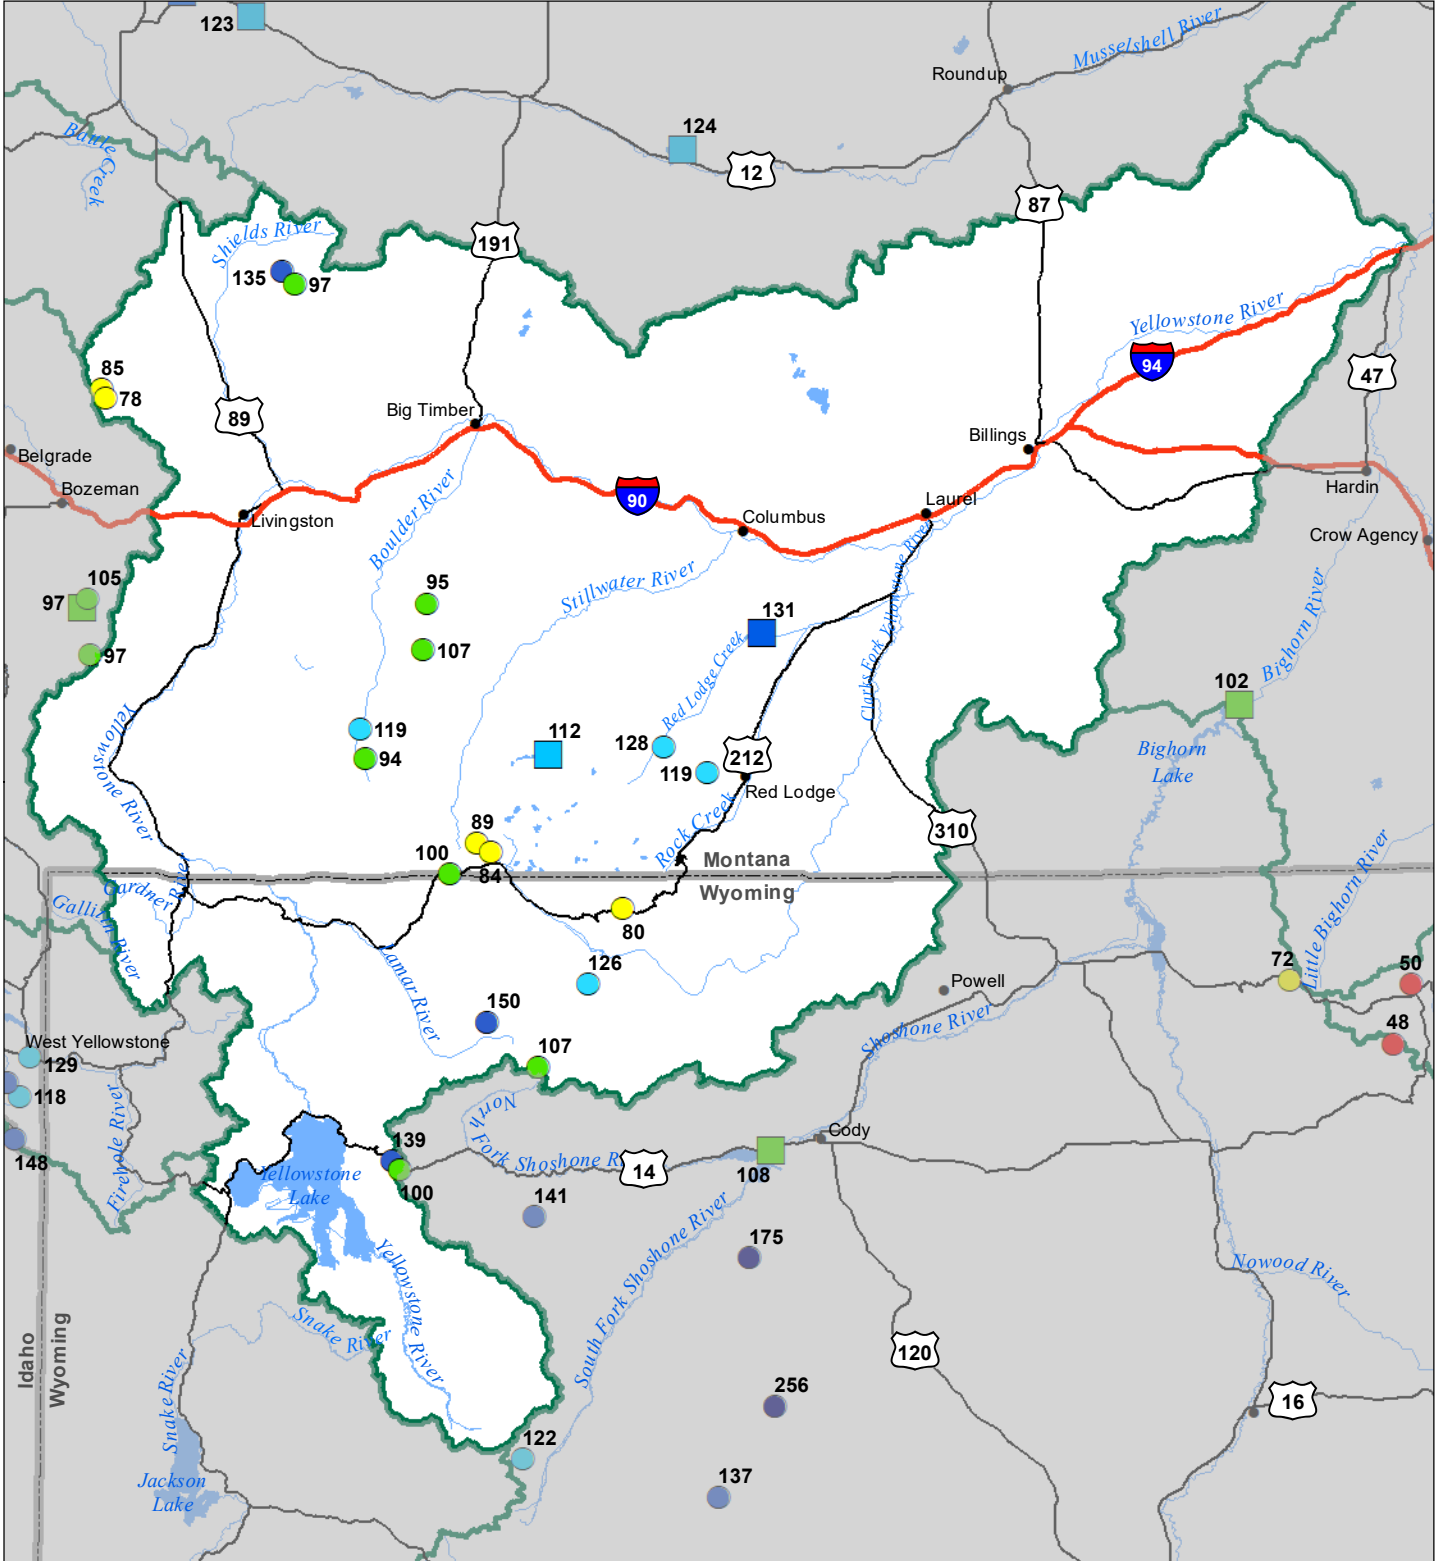 123
Musselshell River
Roundup
124
12
Battle Creek
87
Shields River
191
135
97
Yellowstone River
94
85
78
47
89
Big Timber
Billings
Belgrade
Bozeman
90
Livingston
Laurel
Columbus
Hardin
Crow Agency
Boulder River
Stillwater River
105
97
95
131
Clarks Fork Yellowstone River
Bighorn River
97
107
Red Lodge Creek
102
119
94
112
128
119
212
Red Lodge
Bighorn
Lake
Yellowstone River
Rock Creek
310
89
84
100
Montana
Wyoming
Gardner River
Gallatin River
80
Little Bighorn River
126
72
50
Powell
Lamar River
150
Shoshone River
48
West Yellowstone
129
107
118
Firehole River
North Fork Shoshone R
148
139
14
108
Cody
Yellowstone
Lake
100
141
South Fork Shoshone River
175
Nowood River
Yellowstone River
Snake River
Idaho
Wyoming
120
16
Snake River
256
122
137
Jackson
Lake